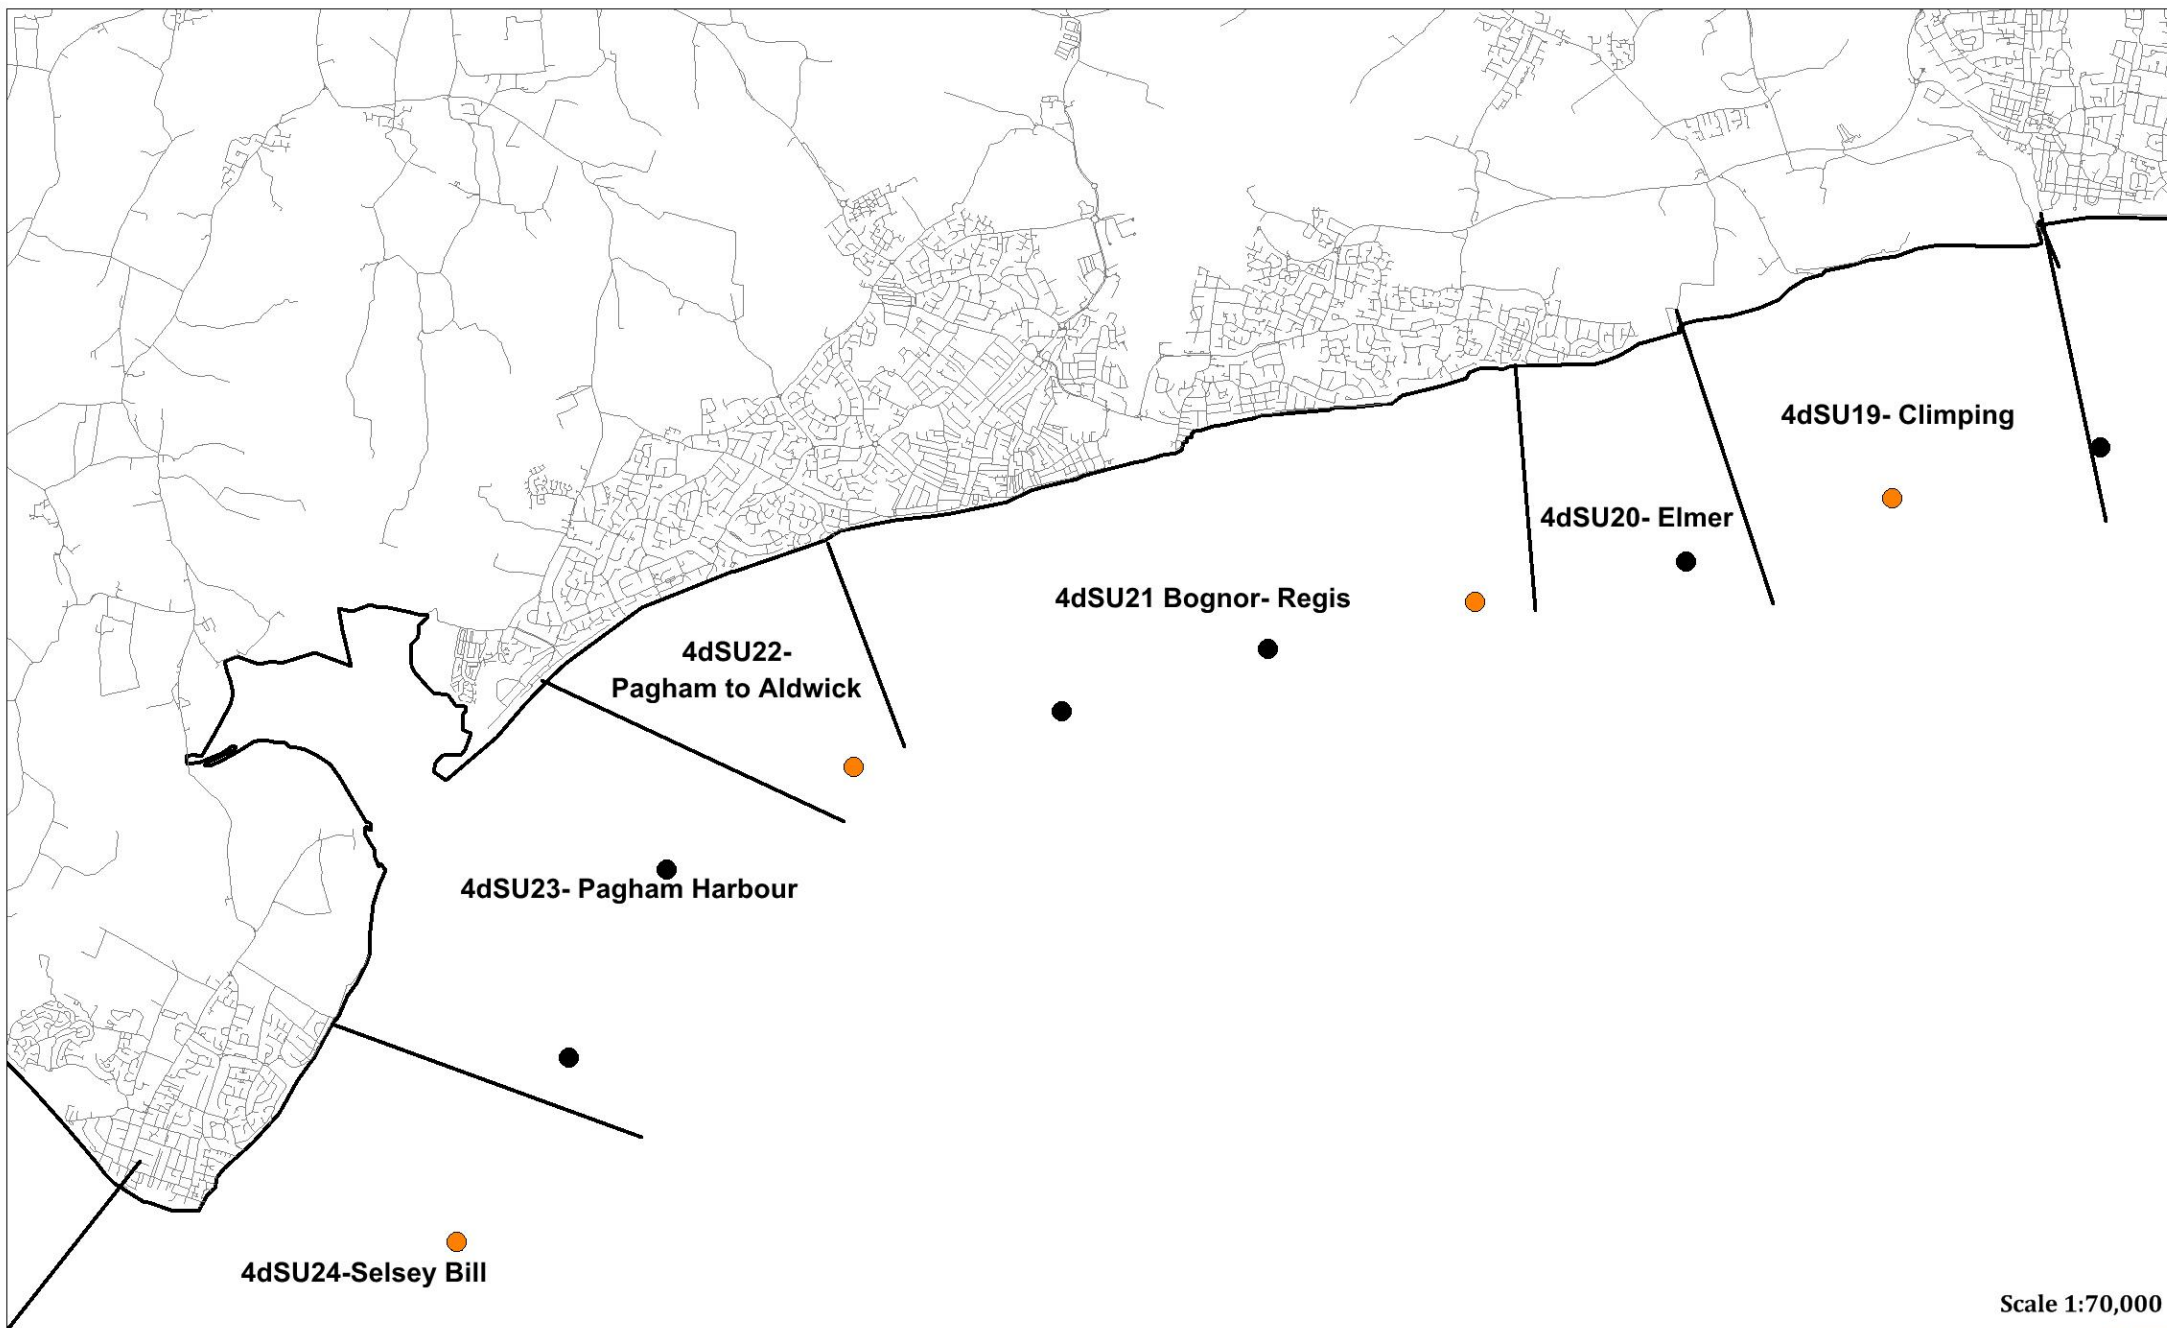 4dSU19- Climping
4dSU20- Elmer
4dSU21 Bognor- Regis
4dSU22-
Pagham to Aldwick
4dSU23- Pagham Harbour
4dSU24-Selsey Bill
Scale 1:70,000